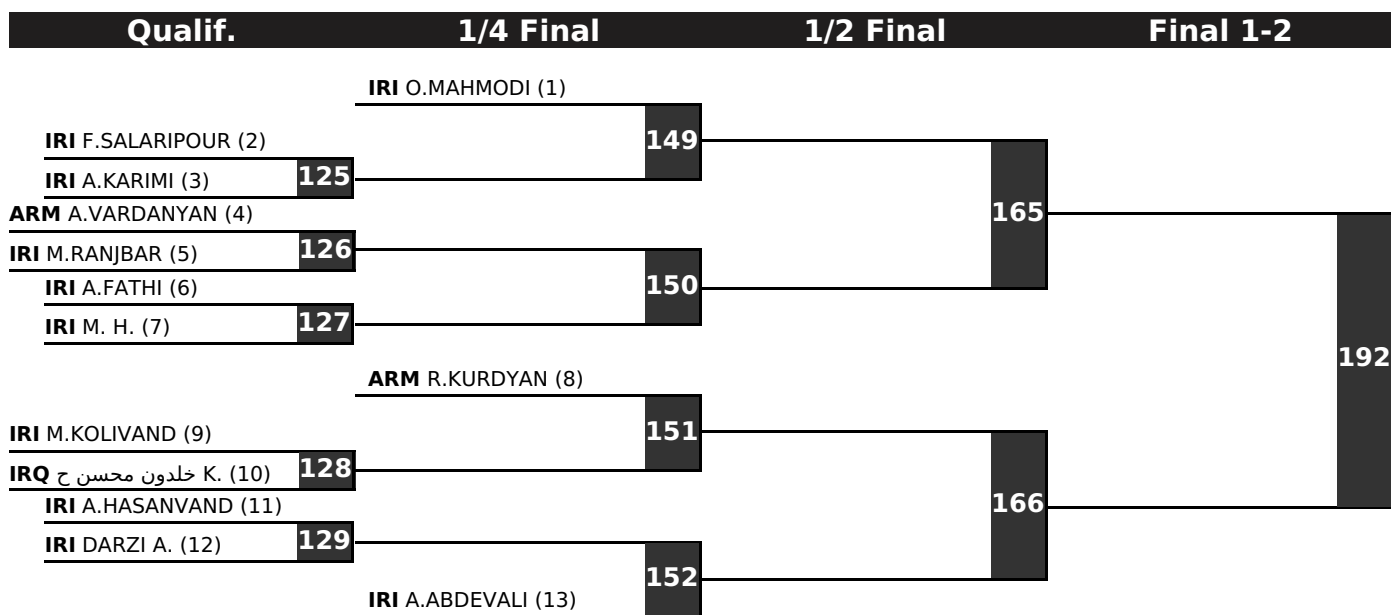 Qualif. 1/4 Final 1/2 Final Final 1-2
IRI O.MAHMODI (1)
149
IRI F.SALARIPOUR (2)
125
IRI A.KARIMI (3)
165
ARM A.VARDANYAN (4)
126
IRI M.RANJBAR (5)
150
IRI A.FATHI (6)
127
IRI M. H. (7)
192
ARM R.KURDYAN (8)
151
IRI M.KOLIVAND (9)
128
IRQ خلدون محسن ح K. (10)
166
IRI A.HASANVAND (11)
129
IRI DARZI A. (12)
152
IRI A.ABDEVALI (13)